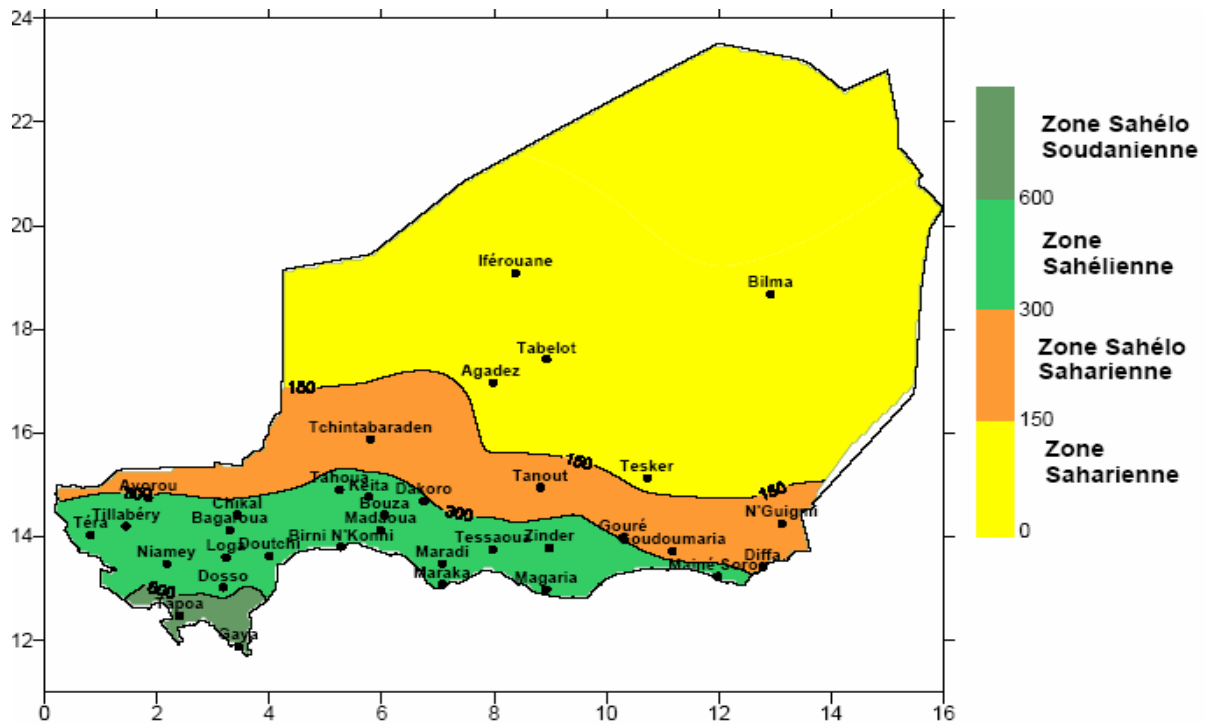 24
22
20
18
16
14
12
0
2
4
6
8
10
12
14
16
Iférouane
Bilma
Tabelot
Agadez
150
Tchintabaraden
150
Tesker
Tanout
150
N'Guigmi
Ayorou
300
Tahoua
Kéita
Dakoro
Chikal
Bouza
300
Tillabéry
Bagaroua
Madaoua
Gouré
Téra
Birni N'Konni
Tessaoua
Zinder
Goudoumaria
Niamey
Loga
Doutchi
Maradi
Diffa
Maïné Soro
Dosso
Maraka
Magaria
600
Tapoa
Gaya
Zone Sahélo
Soudanienne
600
Zone
Sahélienne
300
Zone Sahélo
Saharienne
150
Zone
Saharienne
0